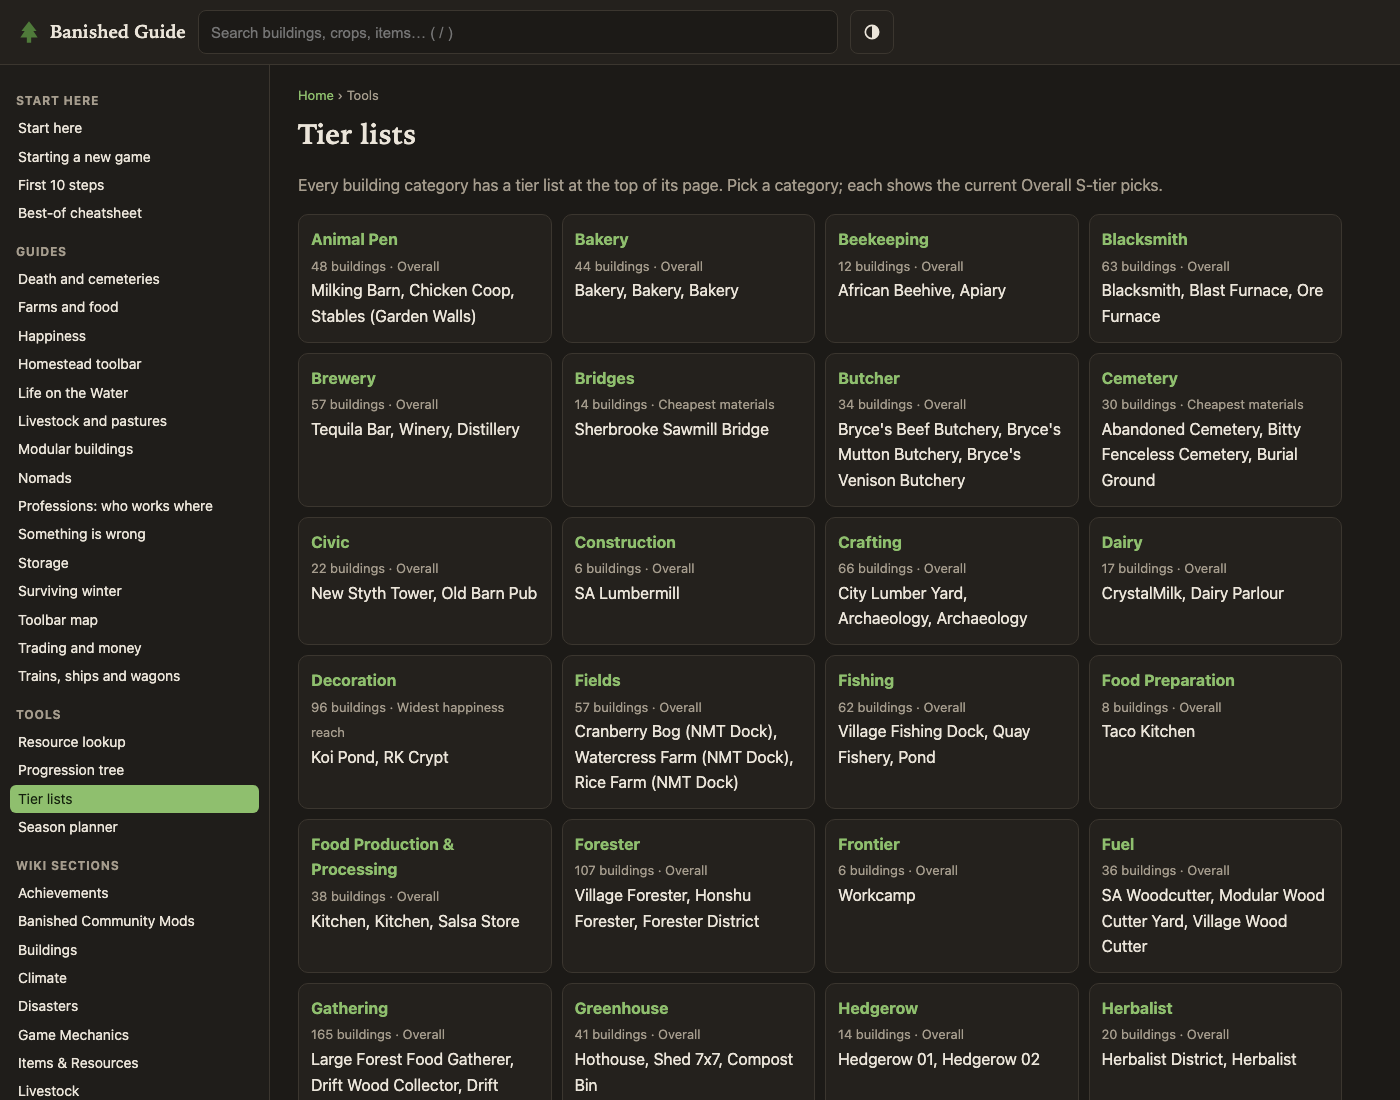 Banished Guide
Search buildings, crops, items… ( / )
START HERE
Start here
Starting a new game
First 10 steps
Best-of cheatsheet
GUIDES
Death and cemeteries
Farms and food
Happiness
Homestead toolbar
Life on the Water
Livestock and pastures
Modular buildings
Nomads
Professions: who works where
Something is wrong
Storage
Surviving winter
Toolbar map
Trading and money
Trains, ships and wagons
TOOLS
Resource lookup
Progression tree
Tier lists
Season planner
WIKI SECTIONS
Achievements
Banished Community Mods
Buildings
Climate
Disasters
Game Mechanics
Items & Resources
Livestock
Home › Tools
Tier lists
Every building category has a tier list at the top of its page. Pick a category; each shows the current Overall S-tier picks.
Animal Pen
48 buildings · Overall
Milking Barn, Chicken Coop,
Stables (Garden Walls)
Bakery
44 buildings · Overall
Bakery, Bakery, Bakery
Beekeeping
12 buildings · Overall
African Beehive, Apiary
Blacksmith
63 buildings · Overall
Blacksmith, Blast Furnace, Ore
Furnace
Brewery
57 buildings · Overall
Tequila Bar, Winery, Distillery
Bridges
14 buildings · Cheapest materials
Sherbrooke Sawmill Bridge
Butcher
34 buildings · Overall
Bryce's Beef Butchery, Bryce's
Mutton Butchery, Bryce's
Venison Butchery
Cemetery
30 buildings · Cheapest materials
Abandoned Cemetery, Bitty
Fenceless Cemetery, Burial
Ground
Civic
22 buildings · Overall
New Styth Tower, Old Barn Pub
Construction
6 buildings · Overall
SA Lumbermill
Crafting
66 buildings · Overall
City Lumber Yard,
Archaeology, Archaeology
Dairy
17 buildings · Overall
CrystalMilk, Dairy Parlour
Decoration
96 buildings · Widest happiness
reach
Koi Pond, RK Crypt
Fields
57 buildings · Overall
Cranberry Bog (NMT Dock),
Watercress Farm (NMT Dock),
Rice Farm (NMT Dock)
Fishing
62 buildings · Overall
Village Fishing Dock, Quay
Fishery, Pond
Food Preparation
8 buildings · Overall
Taco Kitchen
Food Production &
Processing
38 buildings · Overall
Kitchen, Kitchen, Salsa Store
Forester
107 buildings · Overall
Village Forester, Honshu
Forester, Forester District
Frontier
6 buildings · Overall
Workcamp
Fuel
36 buildings · Overall
SA Woodcutter, Modular Wood
Cutter Yard, Village Wood
Cutter
Gathering
165 buildings · Overall
Large Forest Food Gatherer,
Drift Wood Collector, Drift
Greenhouse
41 buildings · Overall
Hothouse, Shed 7x7, Compost
Bin
Hedgerow
14 buildings · Overall
Hedgerow 01, Hedgerow 02
Herbalist
20 buildings · Overall
Herbalist District, Herbalist